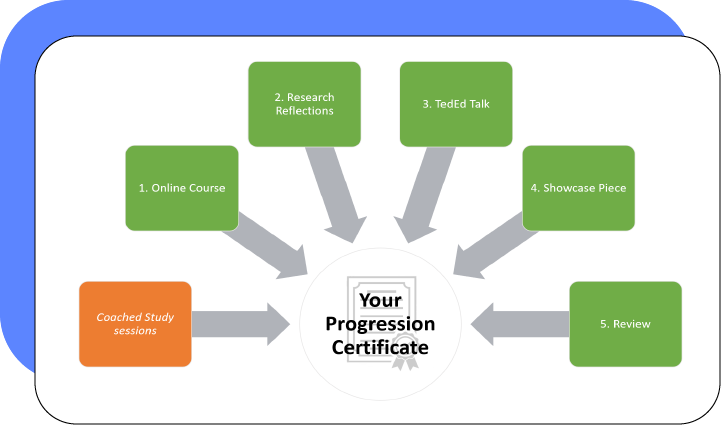 2. Research
Reflections
3. TedEd Talk
1. Online Course
4. Showcase Piece
Coached Study
sessions
Your
Progression
Certificate
5. Review